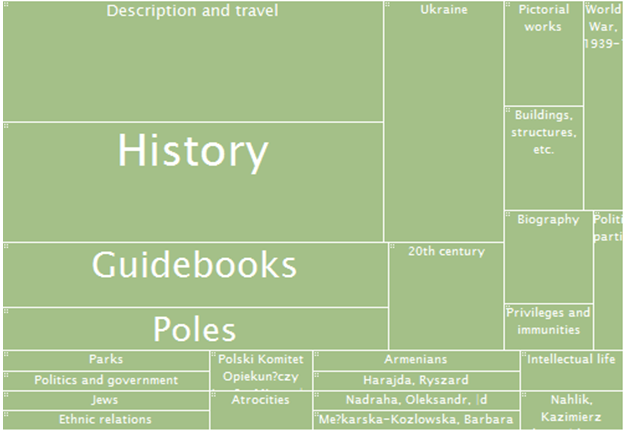 Description and travel
History
Guidebooks
Poles
Ukraine
20th century
Pictorial
works
World
War,
1939-
Buildings,
structures,
etc.
Biography
Politi
parti
Privileges and
immunities
Parks
Politics and government
Jews
Ethnic relations
Polski Komitet
Opiekun?czy
Atrocities
Armenians
Harajda, Ryszard
Nadraha, Oleksandr, |d
Me?karska-Kozlowska, Barbara
Intellectual life
Nahlik,
Kazimierz